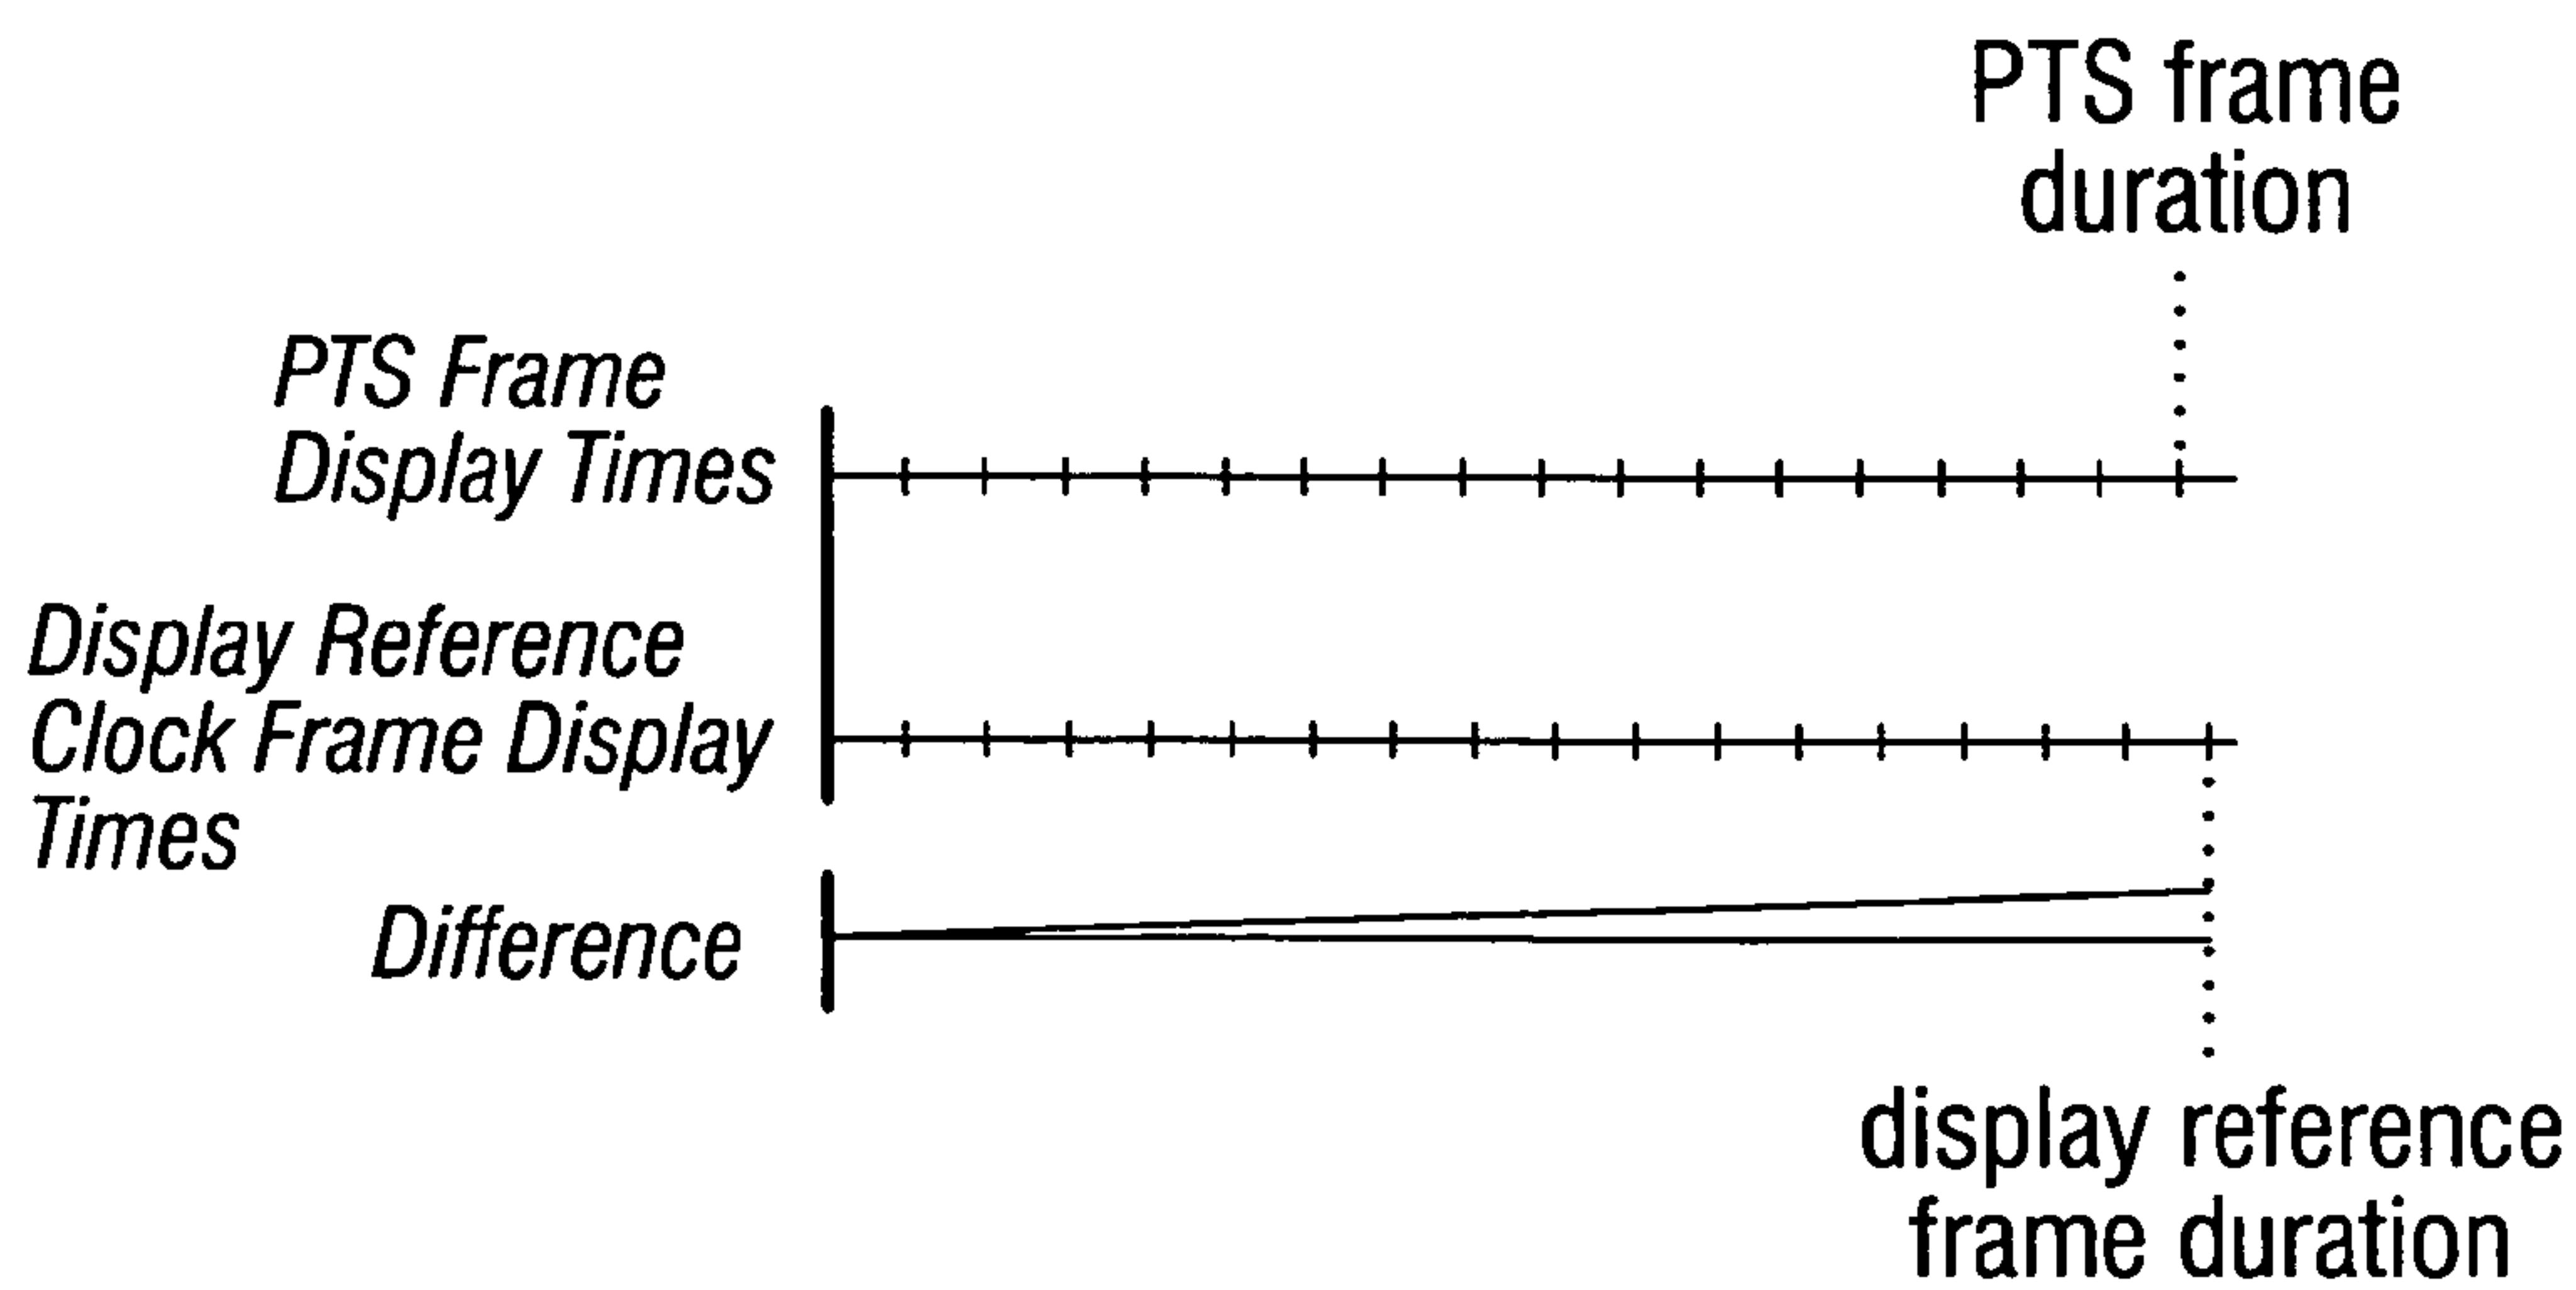 PTS frame
duration
PTS Frame
Display Times
Display Reference
Clock Frame Display
Times
Difference
display reference
frame duration